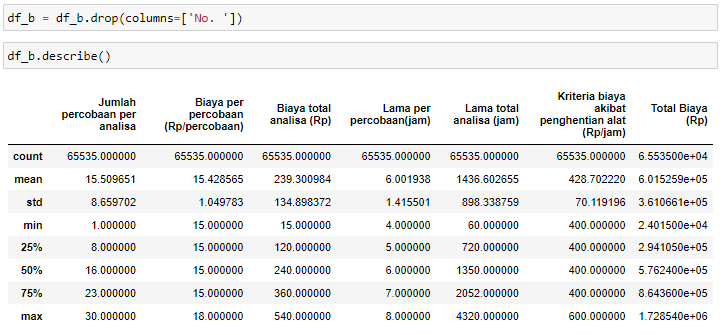 df_b = df_b.drop(columns=['No. '])
df_b.describe()
Jumlah percobaan per analisa Biaya per percobaan (Rp/percobaan) Biaya total analisa (Rp) Lama per percobaan(jam) Lama total analisa (jam) Kriteria biaya akibat penghentian alat (Rp/jam) Total Biaya (Rp)
count 65535.000000 65535.000000 65535.000000 65535.000000 65535.000000 65535.000000 6.553500e+04
mean 15.509651 15.428565 239.300984 6.001938 1436.602655 428.702220 6.015259e+05
std 8.659702 1.049783 134.898372 1.415501 898.338759 70.119196 3.610661e+05
min 1.000000 15.000000 15.000000 4.000000 60.000000 400.000000 2.401500e+04
25% 8.000000 15.000000 120.000000 5.000000 720.000000 400.000000 2.941050e+05
50% 16.000000 15.000000 240.000000 6.000000 1350.000000 400.000000 5.762400e+05
75% 23.000000 15.000000 360.000000 7.000000 2052.000000 400.000000 8.643600e+05
max 30.000000 18.000000 540.000000 8.000000 4320.000000 600.000000 1.728540e+06